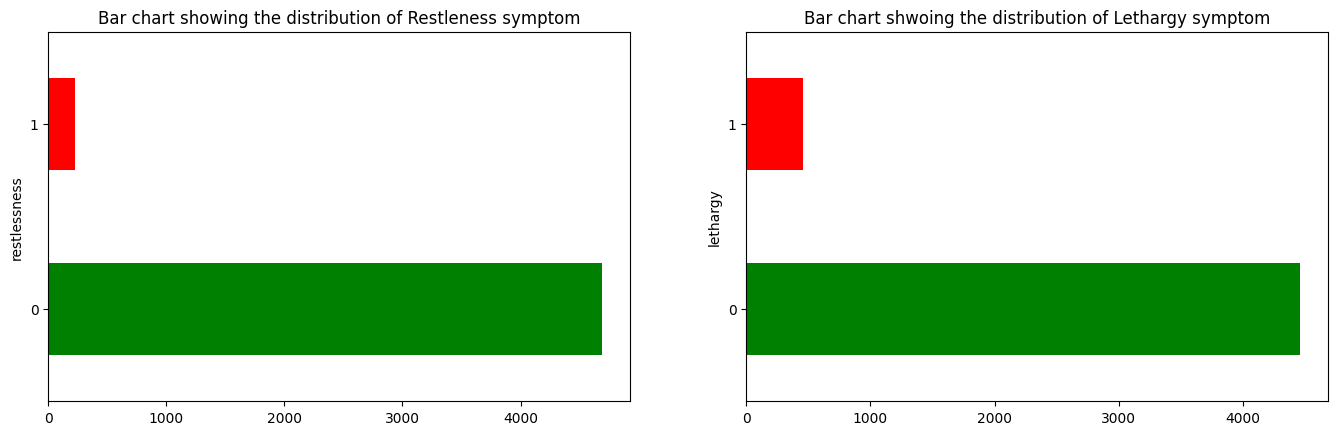 Bar chart showing the distribution of Restleness symptom
restlessness
1
0
0 1000 2000 3000 4000
Bar chart shwoing the distribution of Lethargy symptom
lethargy
1
0
0 1000 2000 3000 4000